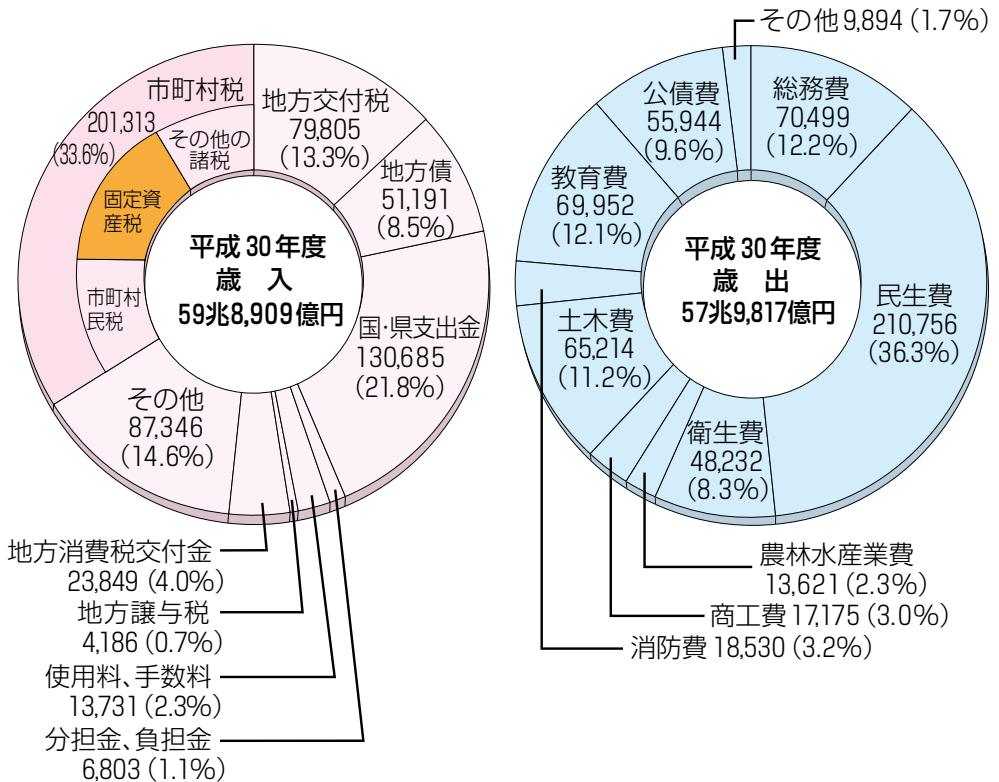 市町村税
201,313
(33.6%)
その他の
諸税
固定資
産税
市町村
民税
地方交付税
79,805
(13.3%)
地方債
51,191
(8.5%)
国・県支出金
130,685
(21.8%)
その他
87,346
(14.6%)
平成30年度
歳 入
59兆8,909億円
地方消費税交付金
23,849 (4.0%)
地方譲与税
4,186 (0.7%)
使用料、手数料
13,731 (2.3%)
分担金、負担金
6,803 (1.1%)
その他 9,894 (1.7%)
総務費
70,499
(12.2%)
公債費
55,944
(9.6%)
教育費
69,952
(12.1%)
民生費
210,756
(36.3%)
土木費
65,214
(11.2%)
衛生費
48,232
(8.3%)
平成30年度
歳 出
57兆9,817億円
農林水産業費
13,621 (2.3%)
商工費 17,175 (3.0%)
消防費 18,530 (3.2%)